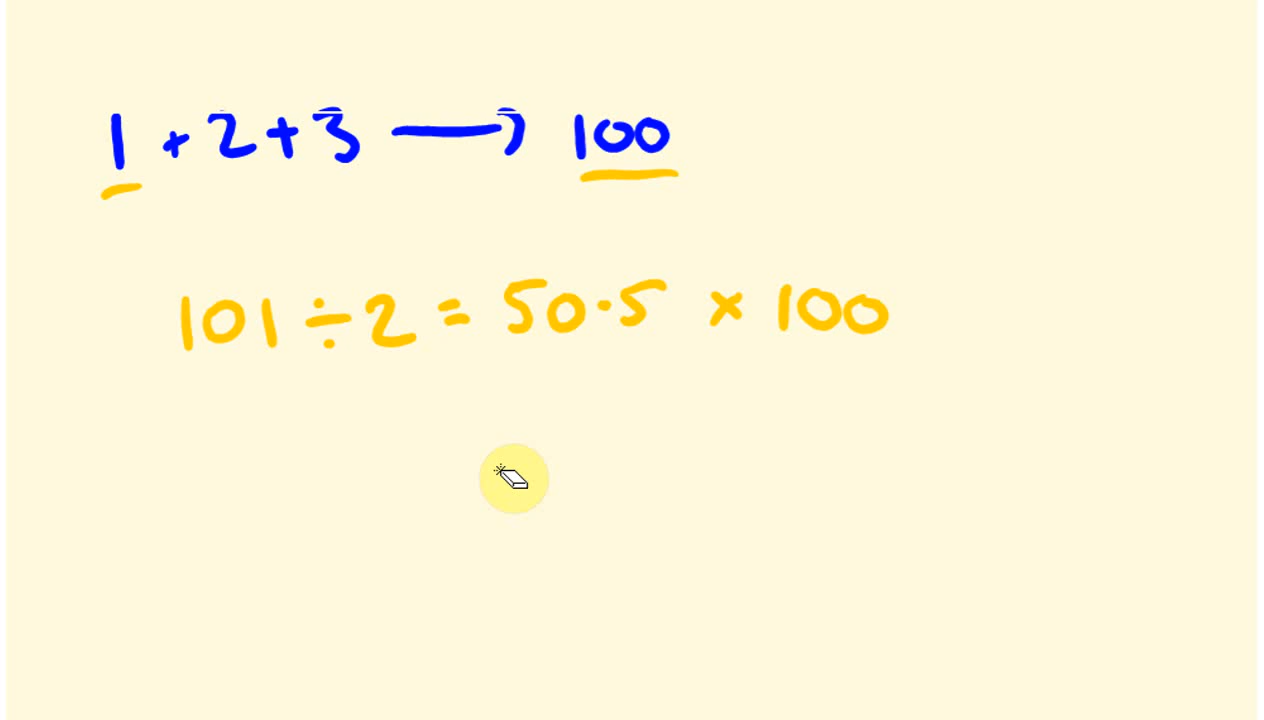 1 + 2 + 3 ⟶ 100
101 ÷ 2 = 50·5 × 100